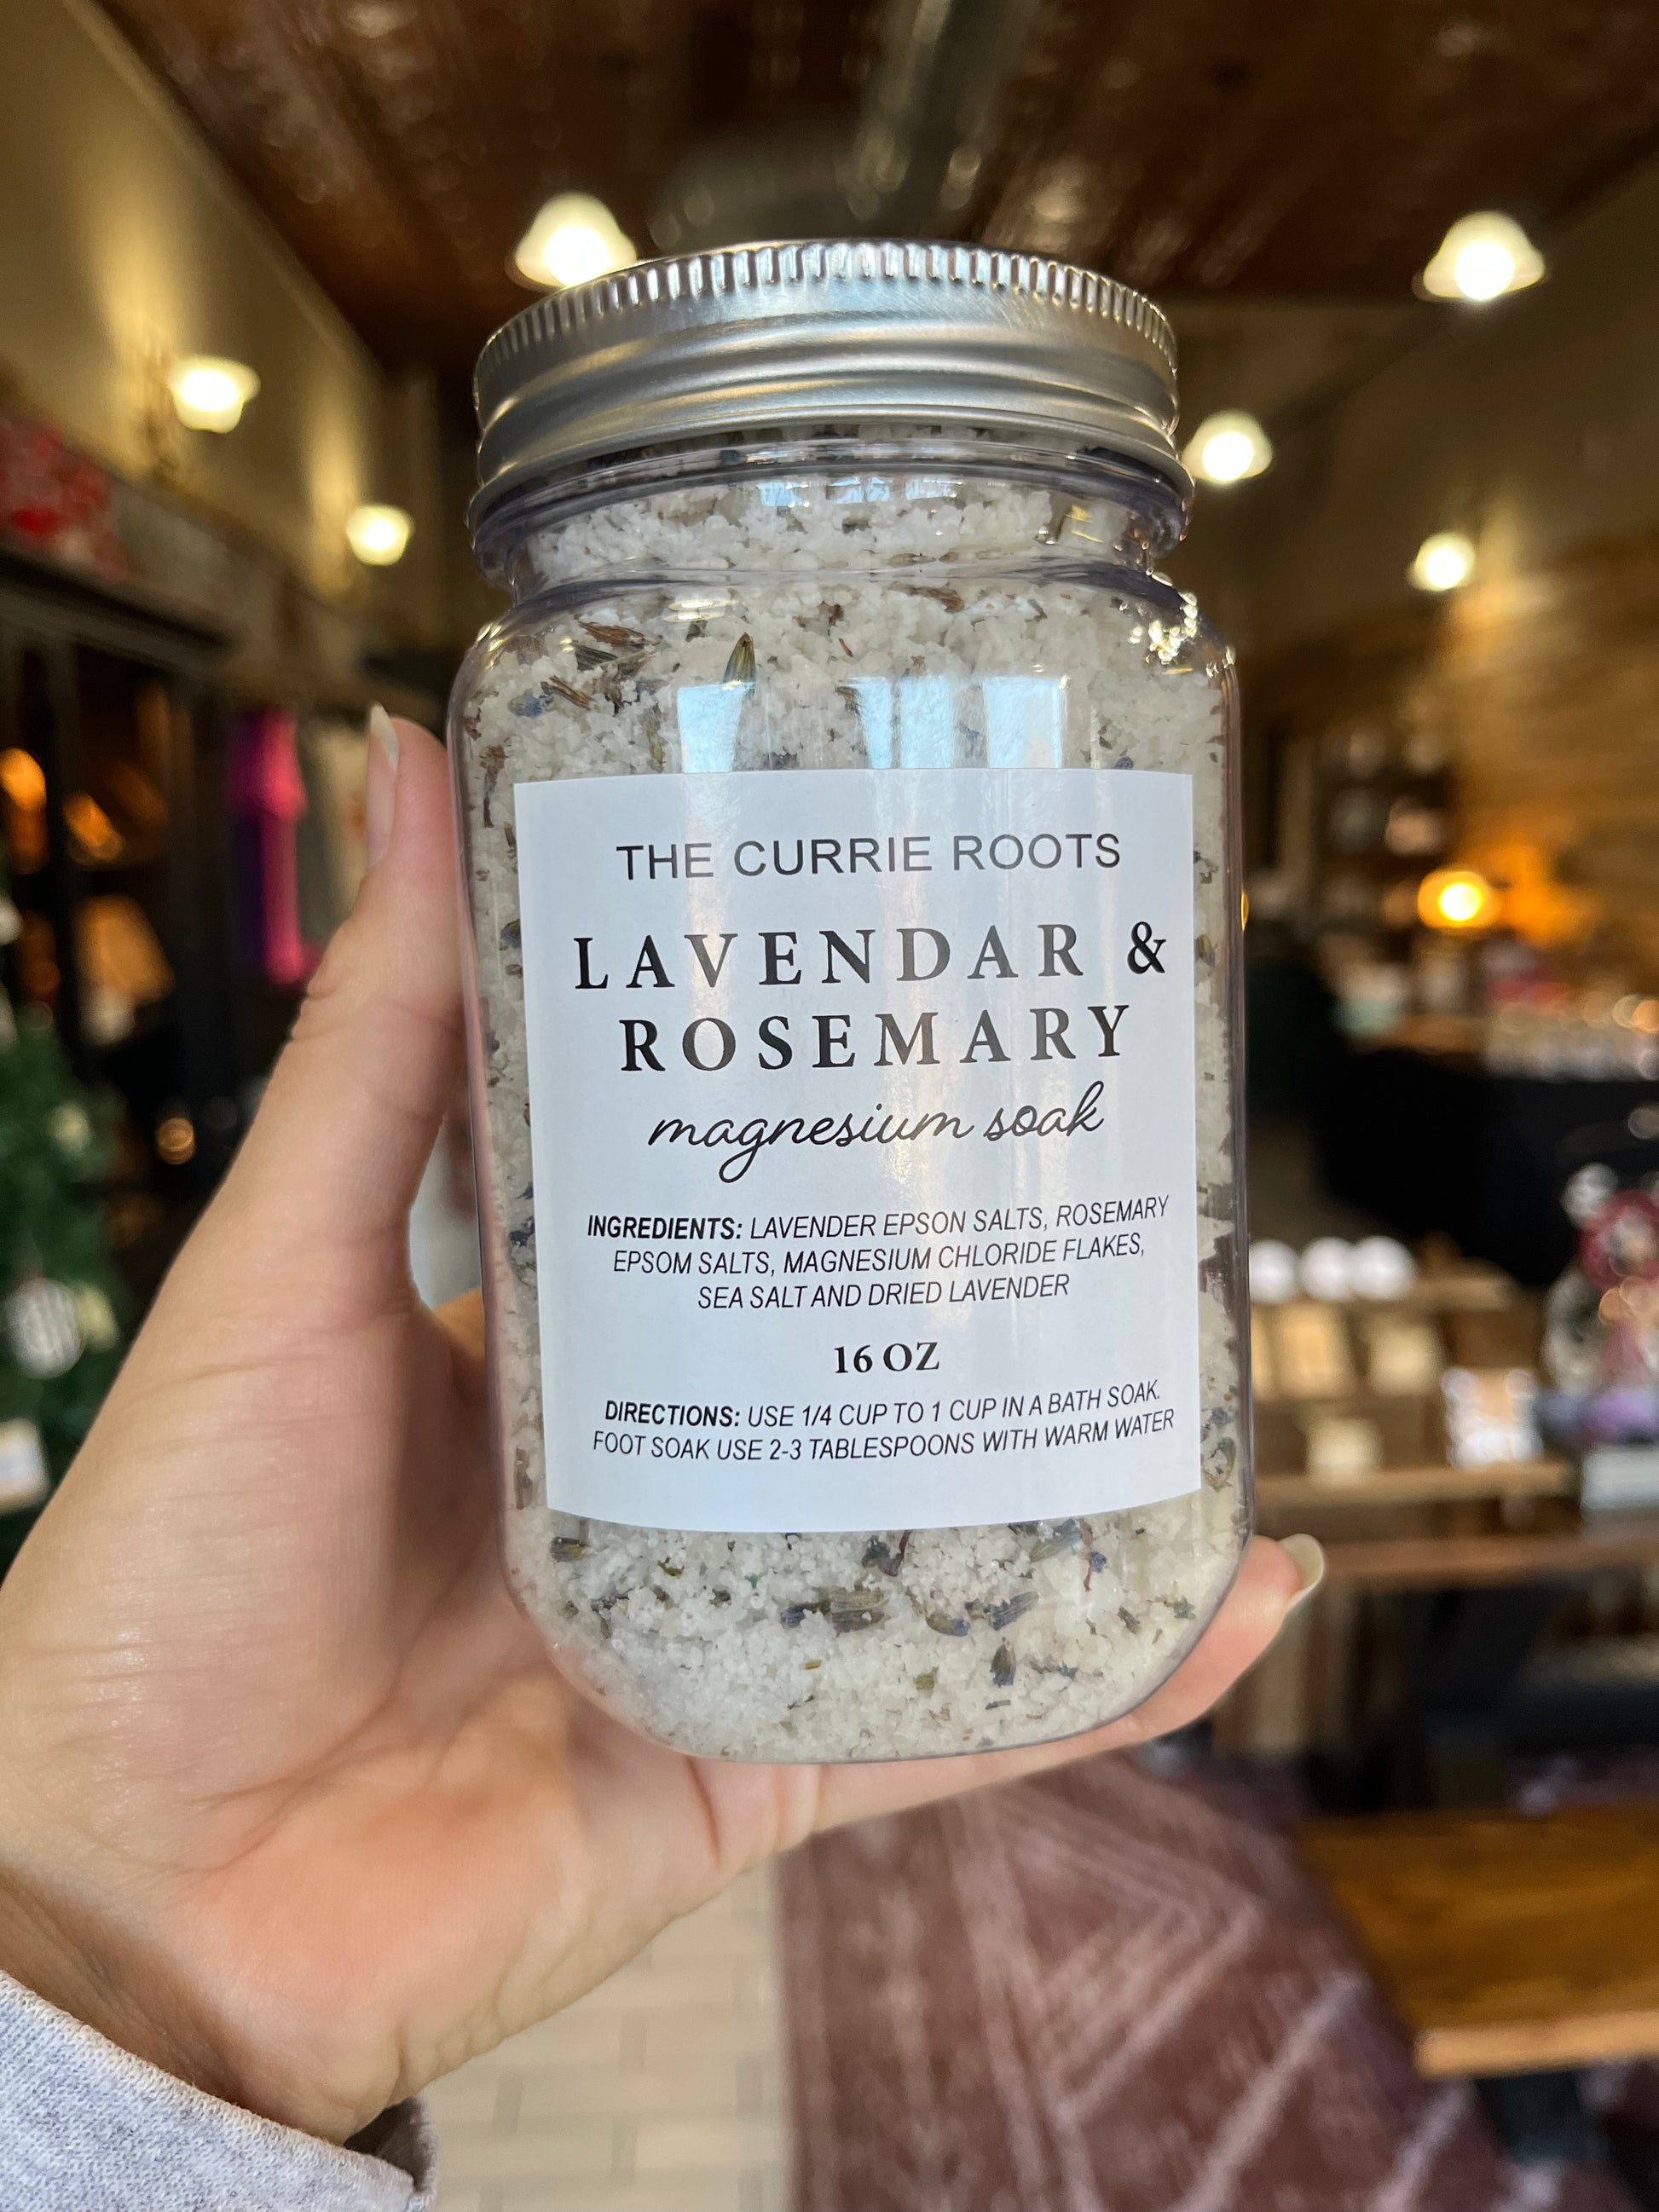 THE CURRIE ROOTS
LAVENDAR &
ROSEMARY
magnesium soak
INGREDIENTS: LAVENDER EPSON SALTS, ROSEMARY
EPSOM SALTS, MAGNESIUM CHLORIDE FLAKES,
SEA SALT AND DRIED LAVENDER
16 OZ
DIRECTIONS: USE 1/4 CUP TO 1 CUP IN A BATH SOAK.
FOOT SOAK USE 2-3 TABLESPOONS WITH WARM WATER